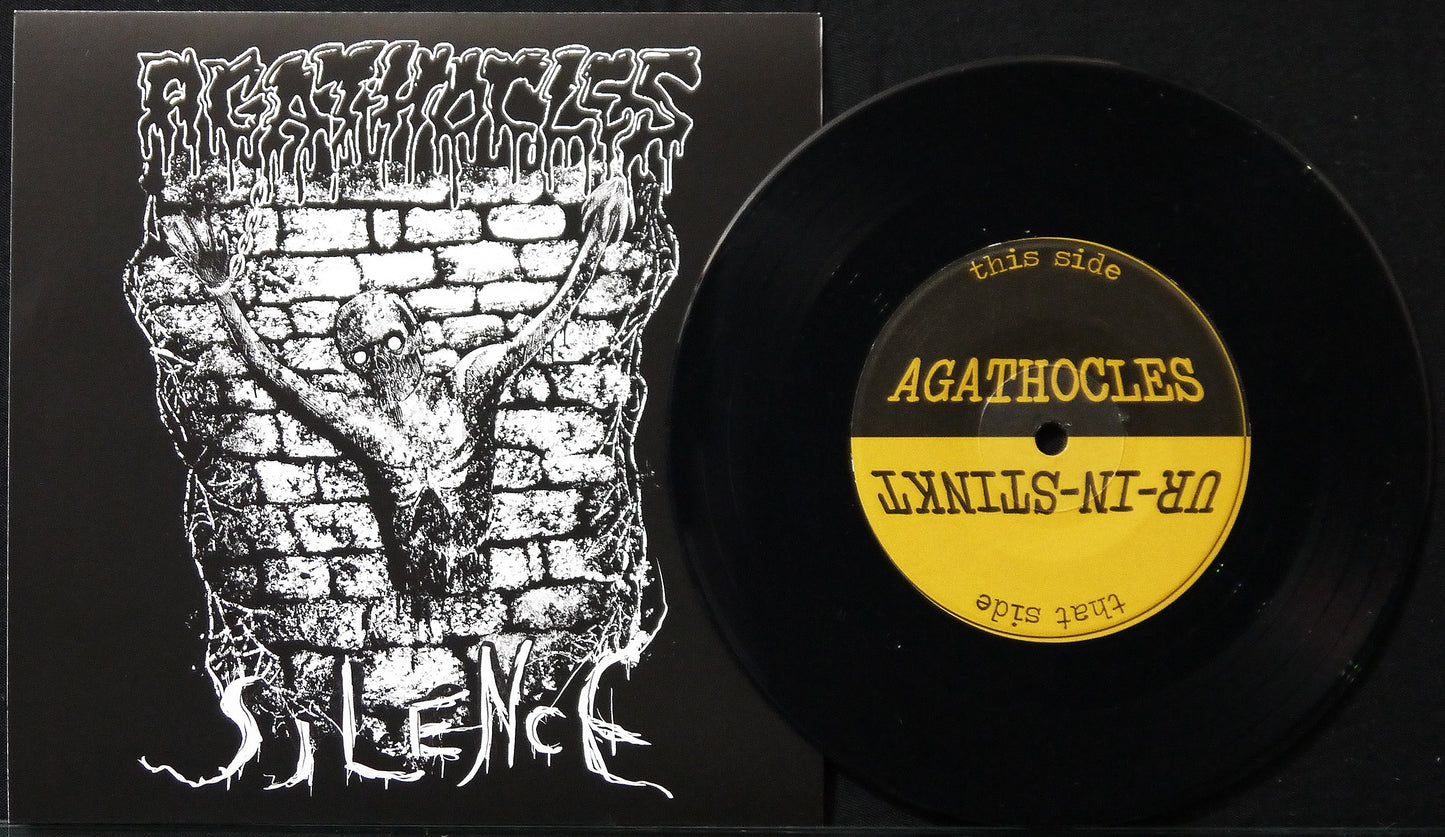 AGATHOCLES
SiLENcE
this side
AGATHOCLES
UR-IN-STINKT
that side